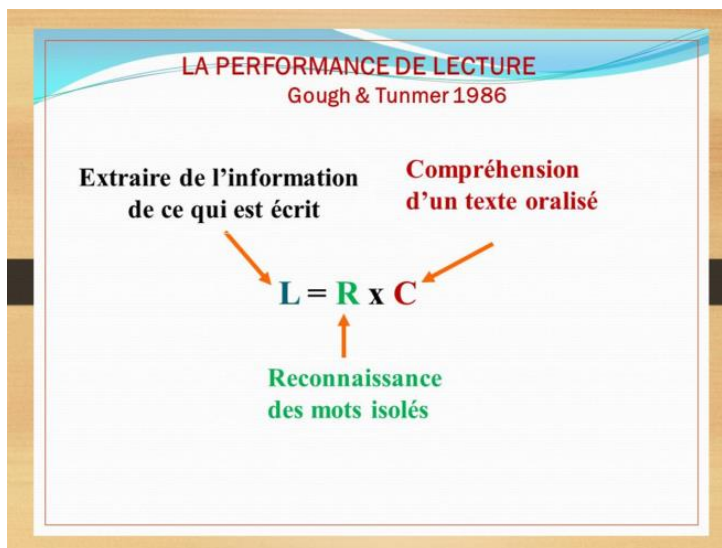 LA PERFORMANCE DE LECTURE
Gough & Tunmer 1986
Extraire de l'information
de ce qui est écrit
Compréhension
d'un texte oralisé
L = R x C
Reconnaissance
des mots isolés